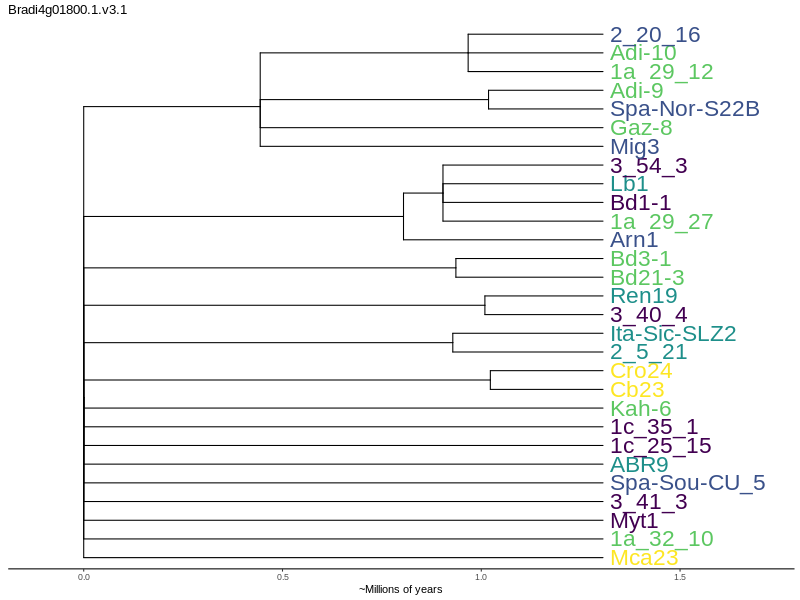 Bradi4g01800.1.v3.1
2_20_16
Adi-10
1a_29_12
Adi-9
Spa-Nor-S22B
Gaz-8
Mig3
3_54_3
Lb1
Bd1-1
1a_29_27
Arn1
Bd3-1
Bd21-3
Ren19
3_40_4
Ita-Sic-SLZ2
2_5_21
Cro24
Cb23
Kah-6
1c_35_1
1c_25_15
ABR9
Spa-Sou-CU_5
3_41_3
Myt1
1a_32_10
Mca23
0.0 0.5 1.0 1.5
~Millions of years